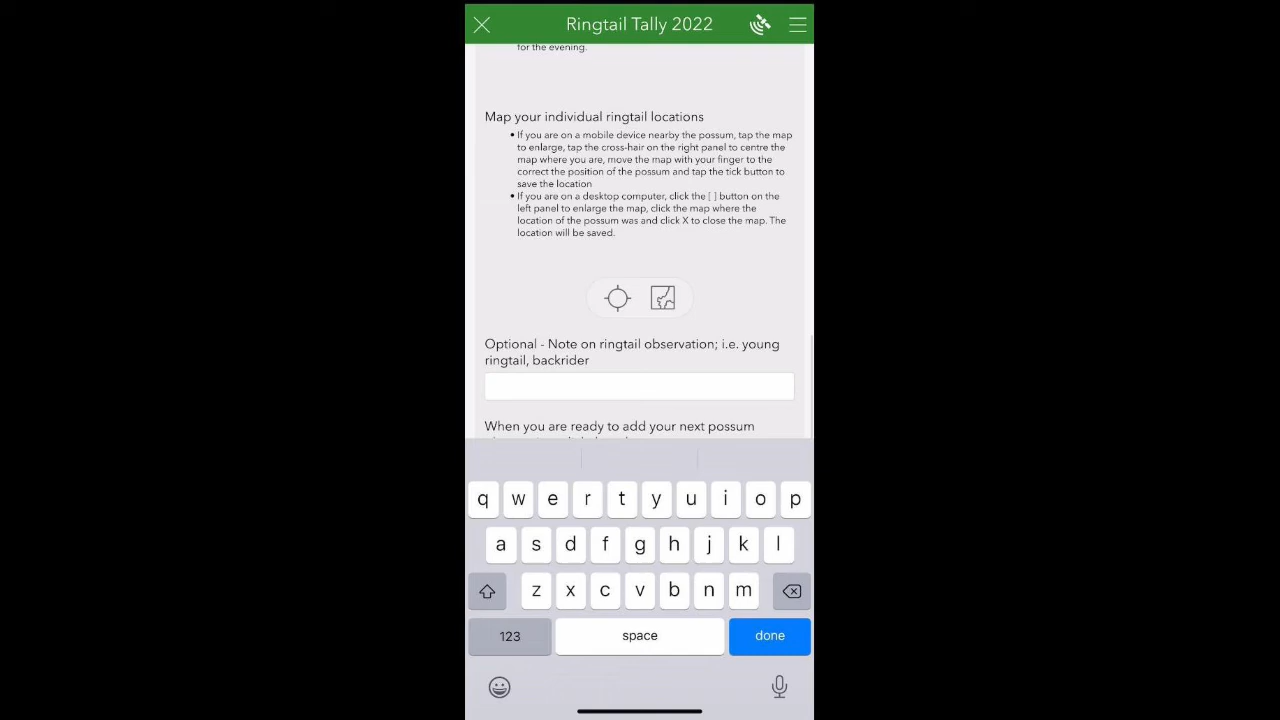 Ringtail Tally 2022
for the evening.
Map your individual ringtail locations
• If you are on a mobile device nearby the possum, tap the map
to enlarge, tap the cross-hair on the right panel to centre the
map where you are, move the map with your finger to the
correct the position of the possum and tap the tick button to
save the location
• If you are on a desktop computer, click the [ ] button on the
left panel to enlarge the map, click the map where the
location of the possum was and click X to close the map. The
location will be saved.
Optional - Note on ringtail observation; i.e. young
ringtail, backrider
When you are ready to add your next possum
q w e r t y u i o p
a s d f g h j k l
z x c v b n m
123 space done